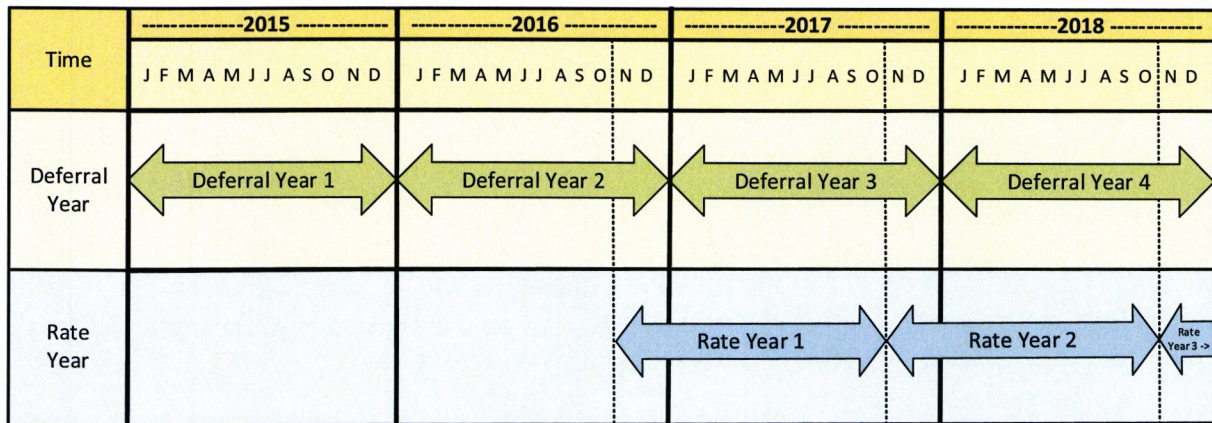 Time
----------2015----------
----------2016----------
----------2017----------
----------2018----------
J F M A M J J A S O N D
J F M A M J J A S O N D
J F M A M J J A S O N D
J F M A M J J A S O N D
Deferral
Year
Deferral Year 1
Deferral Year 2
Deferral Year 3
Deferral Year 4
Rate
Year
Rate Year 1
Rate Year 2
Rate
Year 3 ->